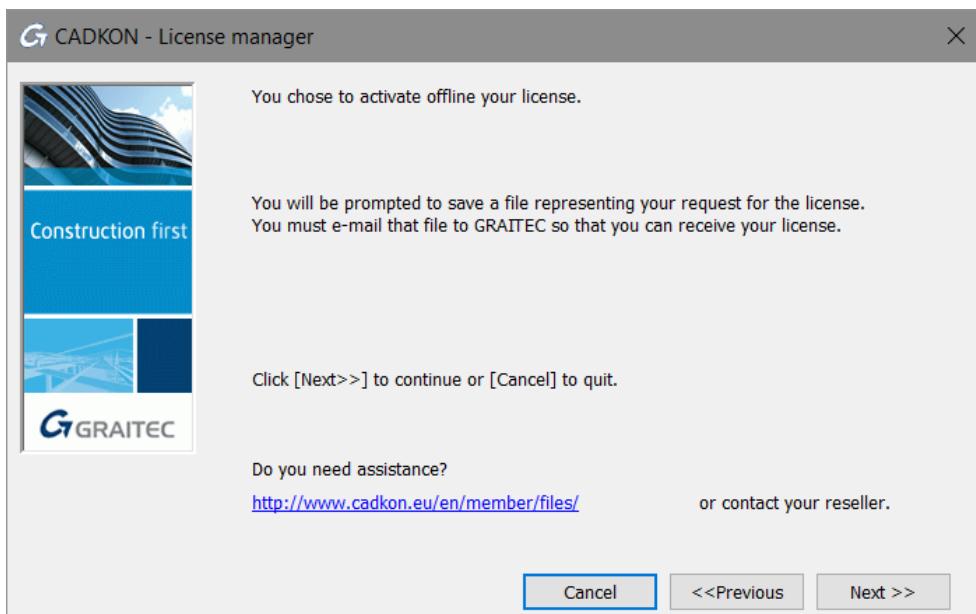 CADKON - License manager
You chose to activate offline your license.
You will be prompted to save a file representing your request for the license.
You must e-mail that file to GRAITEC so that you can receive your license.
Construction first
Click [Next>>] to continue or [Cancel] to quit.
GRAITEC
Do you need assistance?
http://www.cadkon.eu/en/member/files/ or contact your reseller.
Cancel <<Previous Next >>